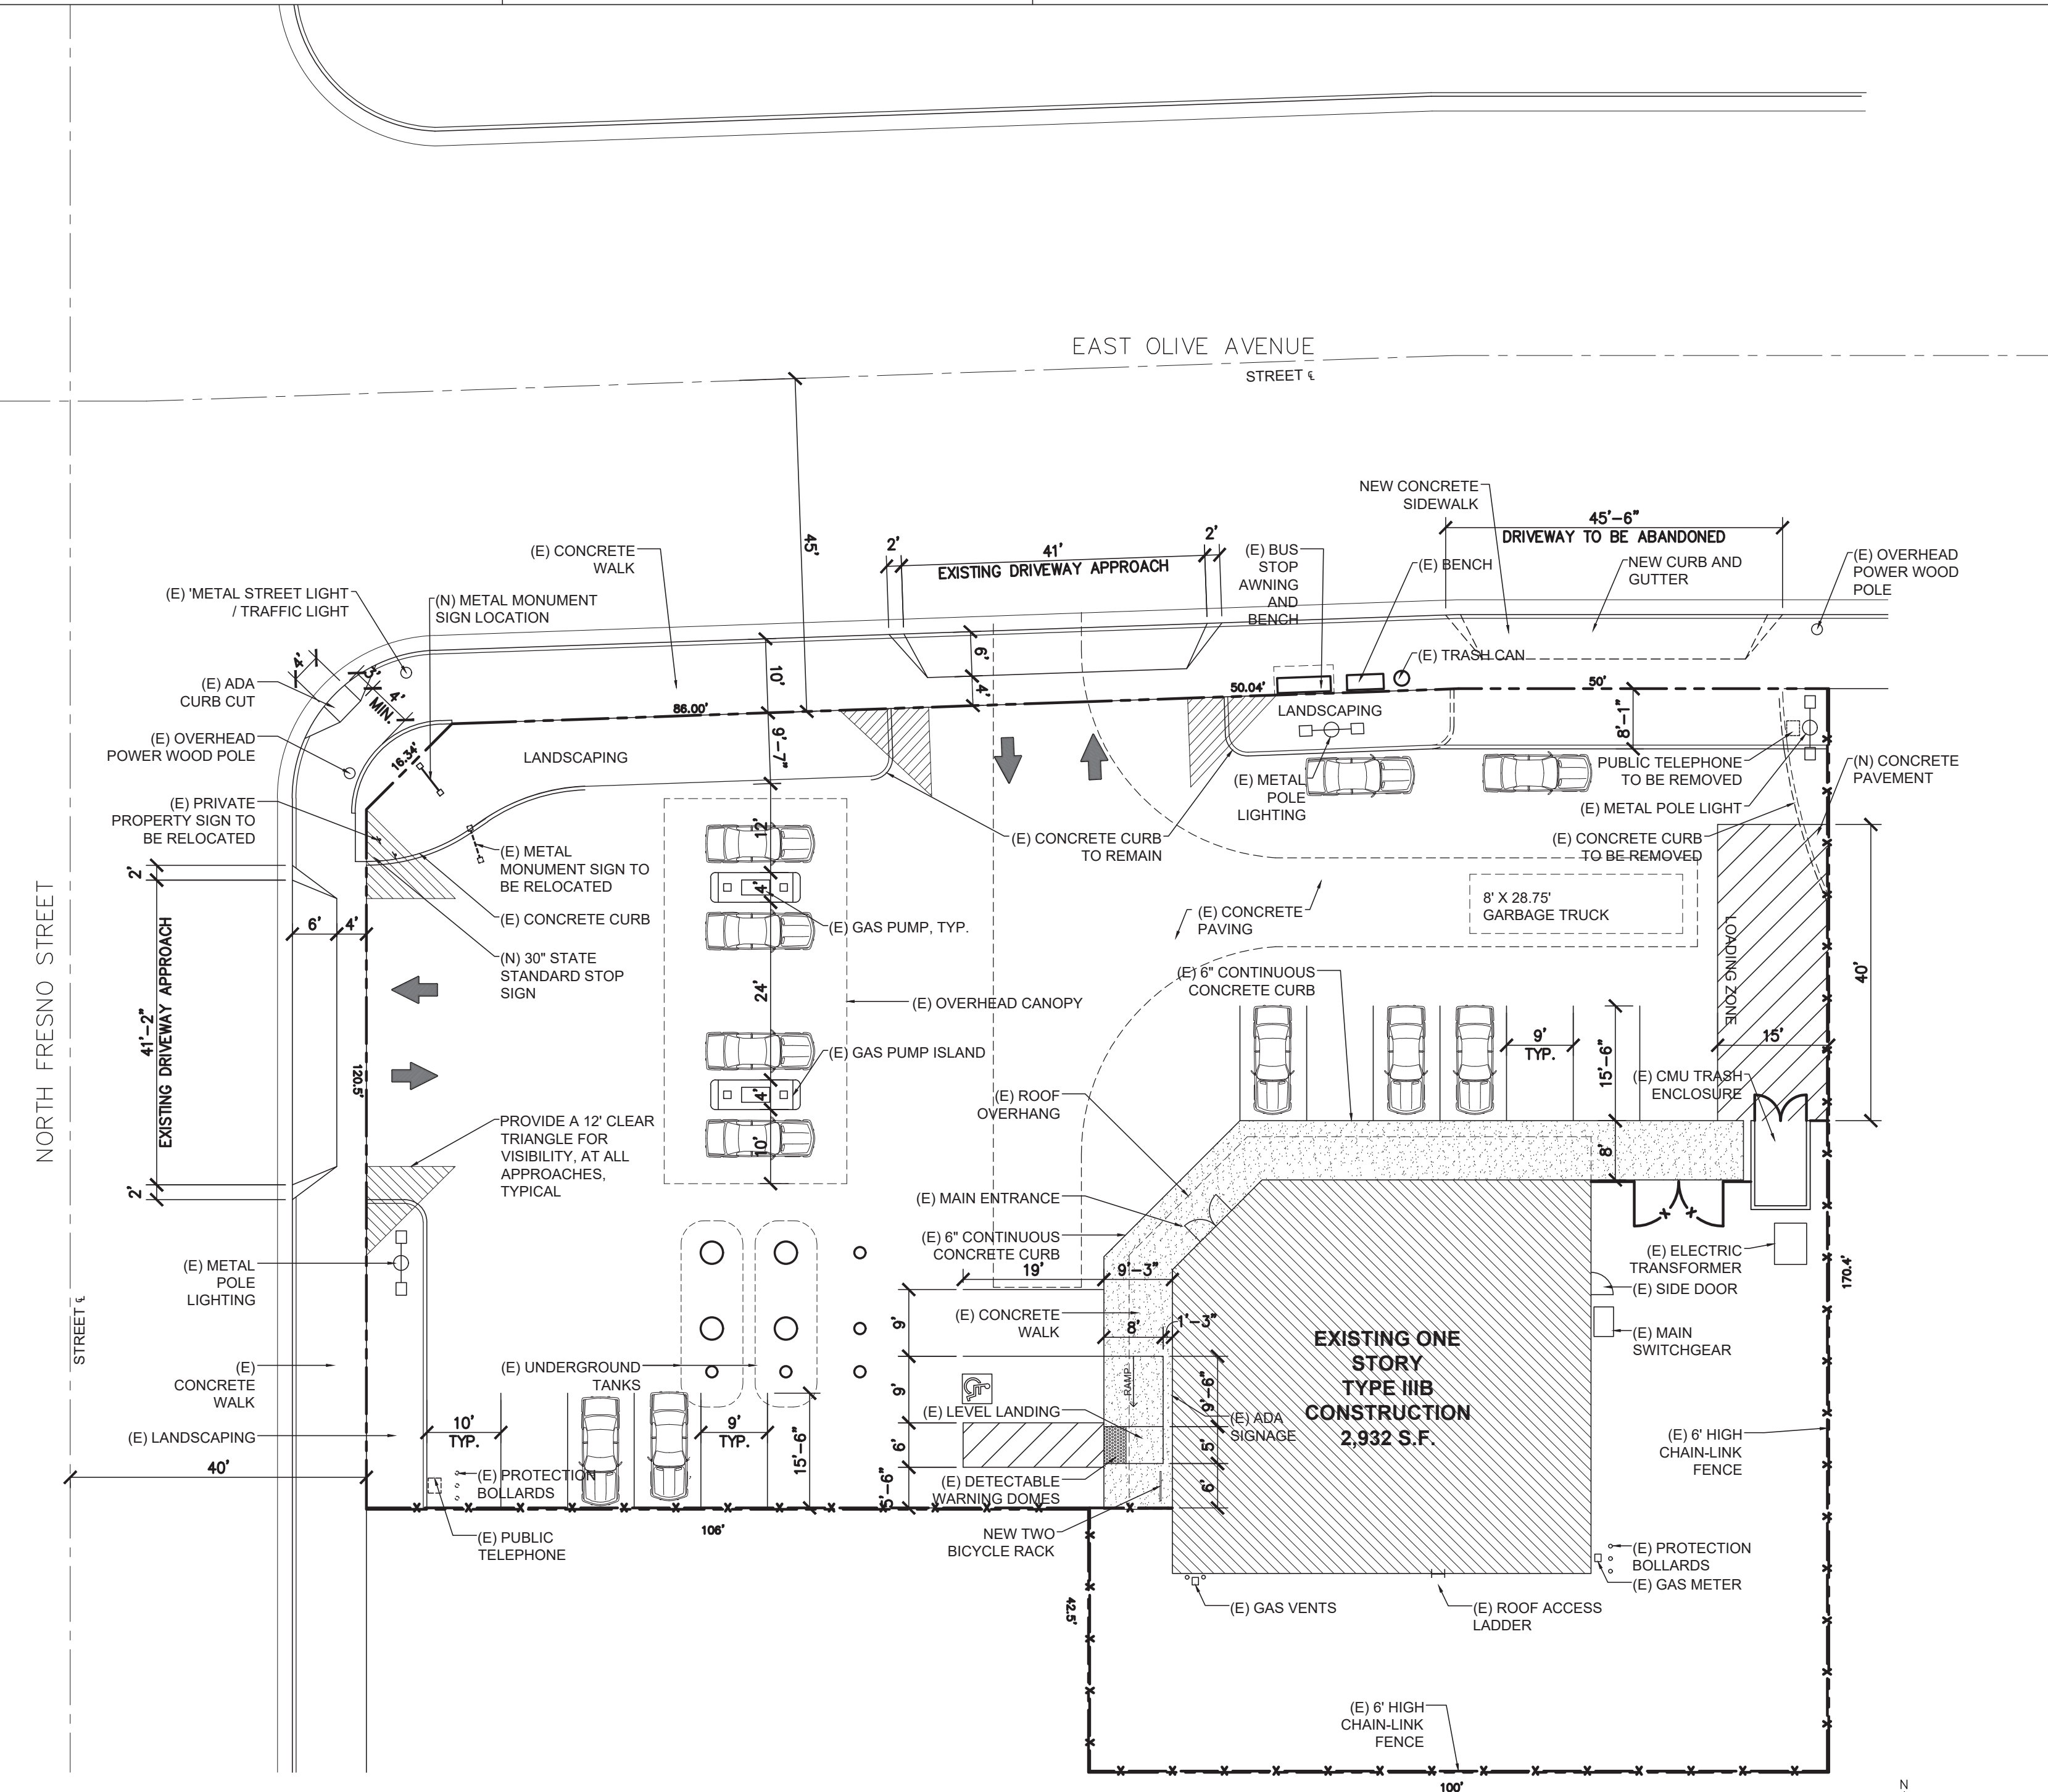 EAST OLIVE AVENUE
STREET ℄
NEW CONCRETE
SIDEWALK
45'-6"
DRIVEWAY TO BE ABANDONED
45'
2'
41'
2'
EXISTING DRIVEWAY APPROACH
(E) CONCRETE
WALK
(E) BUS
STOP
AWNING
AND
BENCH
(E) BENCH
NEW CURB AND
GUTTER
(E) OVERHEAD
POWER WOOD
POLE
(E) 'METAL STREET LIGHT
/ TRAFFIC LIGHT
(N) METAL MONUMENT
SIGN LOCATION
(E) TRASH CAN
4'
3'
4'
MIN.
10'
6'
4'
(E) ADA
CURB CUT
86.00'
50.04'
50'
LANDSCAPING
8'-1"
(E) OVERHEAD
POWER WOOD POLE
16.34'
LANDSCAPING
9'-7"
PUBLIC TELEPHONE
TO BE REMOVED
(N) CONCRETE
PAVEMENT
(E) METAL
POLE
LIGHTING
(E) METAL POLE LIGHT
(E) PRIVATE
PROPERTY SIGN TO
BE RELOCATED
12'
(E) CONCRETE CURB
TO REMAIN
(E) CONCRETE CURB
TO BE REMOVED
(E) METAL
MONUMENT SIGN TO
BE RELOCATED
2'
4'
8' X 28.75'
GARBAGE TRUCK
6'
4'
(E) CONCRETE CURB
(E) GAS PUMP, TYP.
(E) CONCRETE
PAVING
NORTH FRESNO STREET
41'-2"
EXISTING DRIVEWAY APPROACH
(N) 30" STATE
STANDARD STOP
SIGN
24'
(E) OVERHEAD CANOPY
(E) 6" CONTINUOUS
CONCRETE CURB
LOADING ZONE
40'
(E) GAS PUMP ISLAND
9'
TYP.
15'-6"
15'
120.5'
4'
(E) CMU TRASH
ENCLOSURE
(E) ROOF
OVERHANG
PROVIDE A 12' CLEAR
TRIANGLE FOR
VISIBILITY, AT ALL
APPROACHES,
TYPICAL
10'
8'
2'
(E) MAIN ENTRANCE
(E) 6" CONTINUOUS
CONCRETE CURB
(E) METAL
POLE
LIGHTING
19'
9'-3"
(E) ELECTRIC
TRANSFORMER
170.4'
(E) SIDE DOOR
STREET ℄
9'
(E) CONCRETE
WALK
8'
1'-3"
EXISTING ONE
STORY
TYPE IIIB
CONSTRUCTION
2,932 S.F.
(E) MAIN
SWITCHGEAR
(E)
CONCRETE
WALK
(E) UNDERGROUND
TANKS
9'
RAMP
9'-6"
(E) LEVEL LANDING
(E) ADA
SIGNAGE
(E) LANDSCAPING
10'
TYP.
9'
TYP.
15'-6"
6'
5'
(E) 6' HIGH
CHAIN-LINK
FENCE
40'
(E) PROTECTION
BOLLARDS
5'-6"
(E) DETECTABLE
WARNING DOMES
6'
106'
(E) PUBLIC
TELEPHONE
NEW TWO
BICYCLE RACK
(E) PROTECTION
BOLLARDS
(E) GAS METER
42.5'
(E) GAS VENTS
(E) ROOF ACCESS
LADDER
(E) 6' HIGH
CHAIN-LINK
FENCE
100'
N